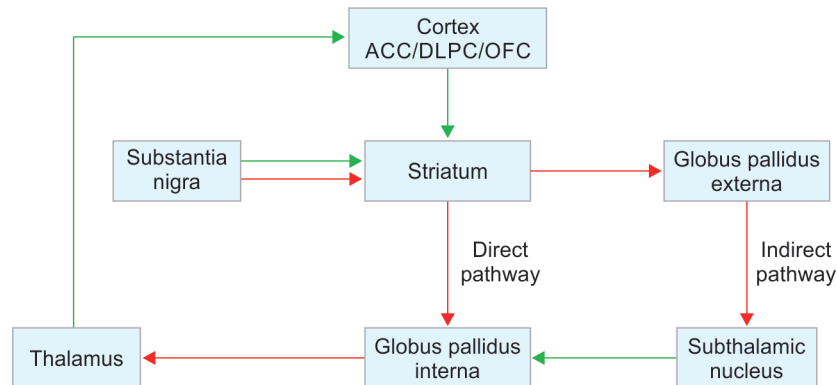 Cortex
ACC/DLPC/OFC
Substantia
nigra
Striatum
Globus pallidus
externa
Direct
pathway
Indirect
pathway
Thalamus
Globus pallidus
interna
Subthalamic
nucleus